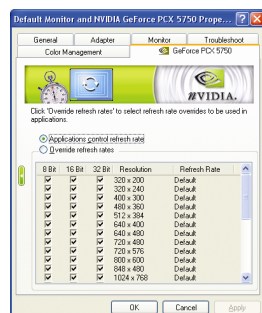 Default Monitor and NVIDIA GeForce PCX 5750 Prope...
General Adapter Monitor Troubleshoot
Color Management GeForce PCX 5750
NVIDIA.
Click 'Override refresh rates' to select refresh rate overrides to be used in
applications.
Applications control refresh rate
Override refresh rates
8 Bit 16 Bit 32 Bit Resolution Refresh Rate
320 x 200 Default
320 x 240 Default
400 x 300 Default
480 x 360 Default
512 x 384 Default
640 x 400 Default
640 x 480 Default
720 x 480 Default
720 x 576 Default
800 x 600 Default
848 x 480 Default
1024 x 768 Default
OK Cancel Apply